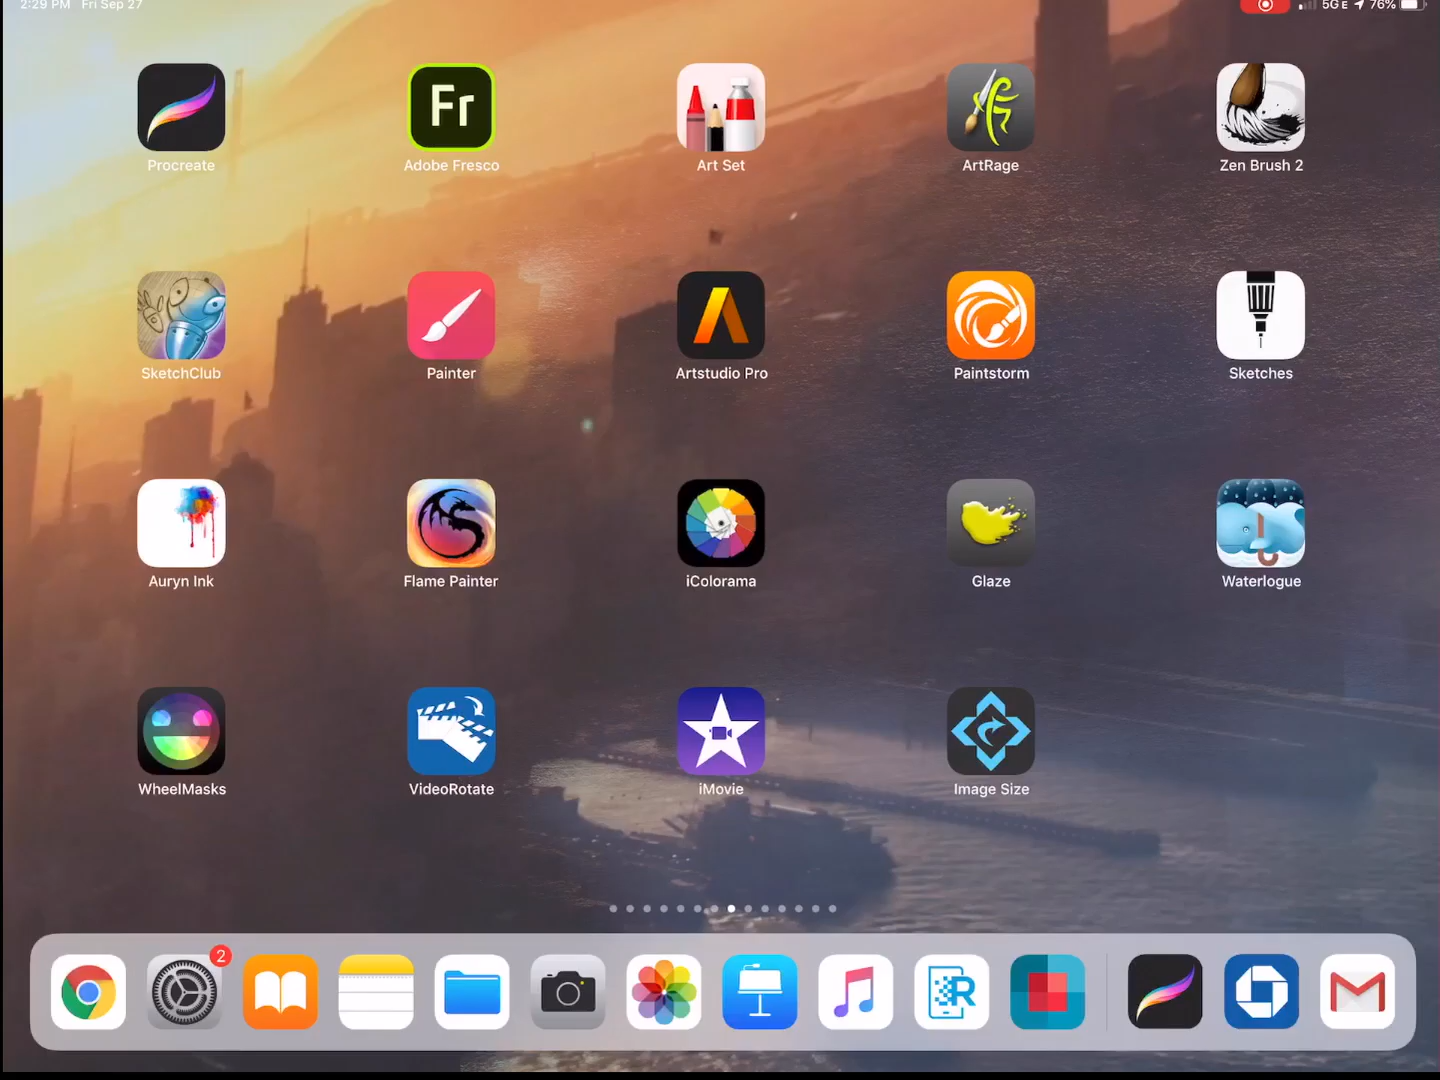 2:29 PM Fri Sep 27
5GE 76%
Procreate
Fr
Adobe Fresco
Art Set
ArtRage
Zen Brush 2
SketchClub
Painter
Artstudio Pro
Paintstorm
Sketches
Auryn Ink
Flame Painter
iColorama
Glaze
Waterlogue
WheelMasks
VideoRotate
iMovie
Image Size
2
R